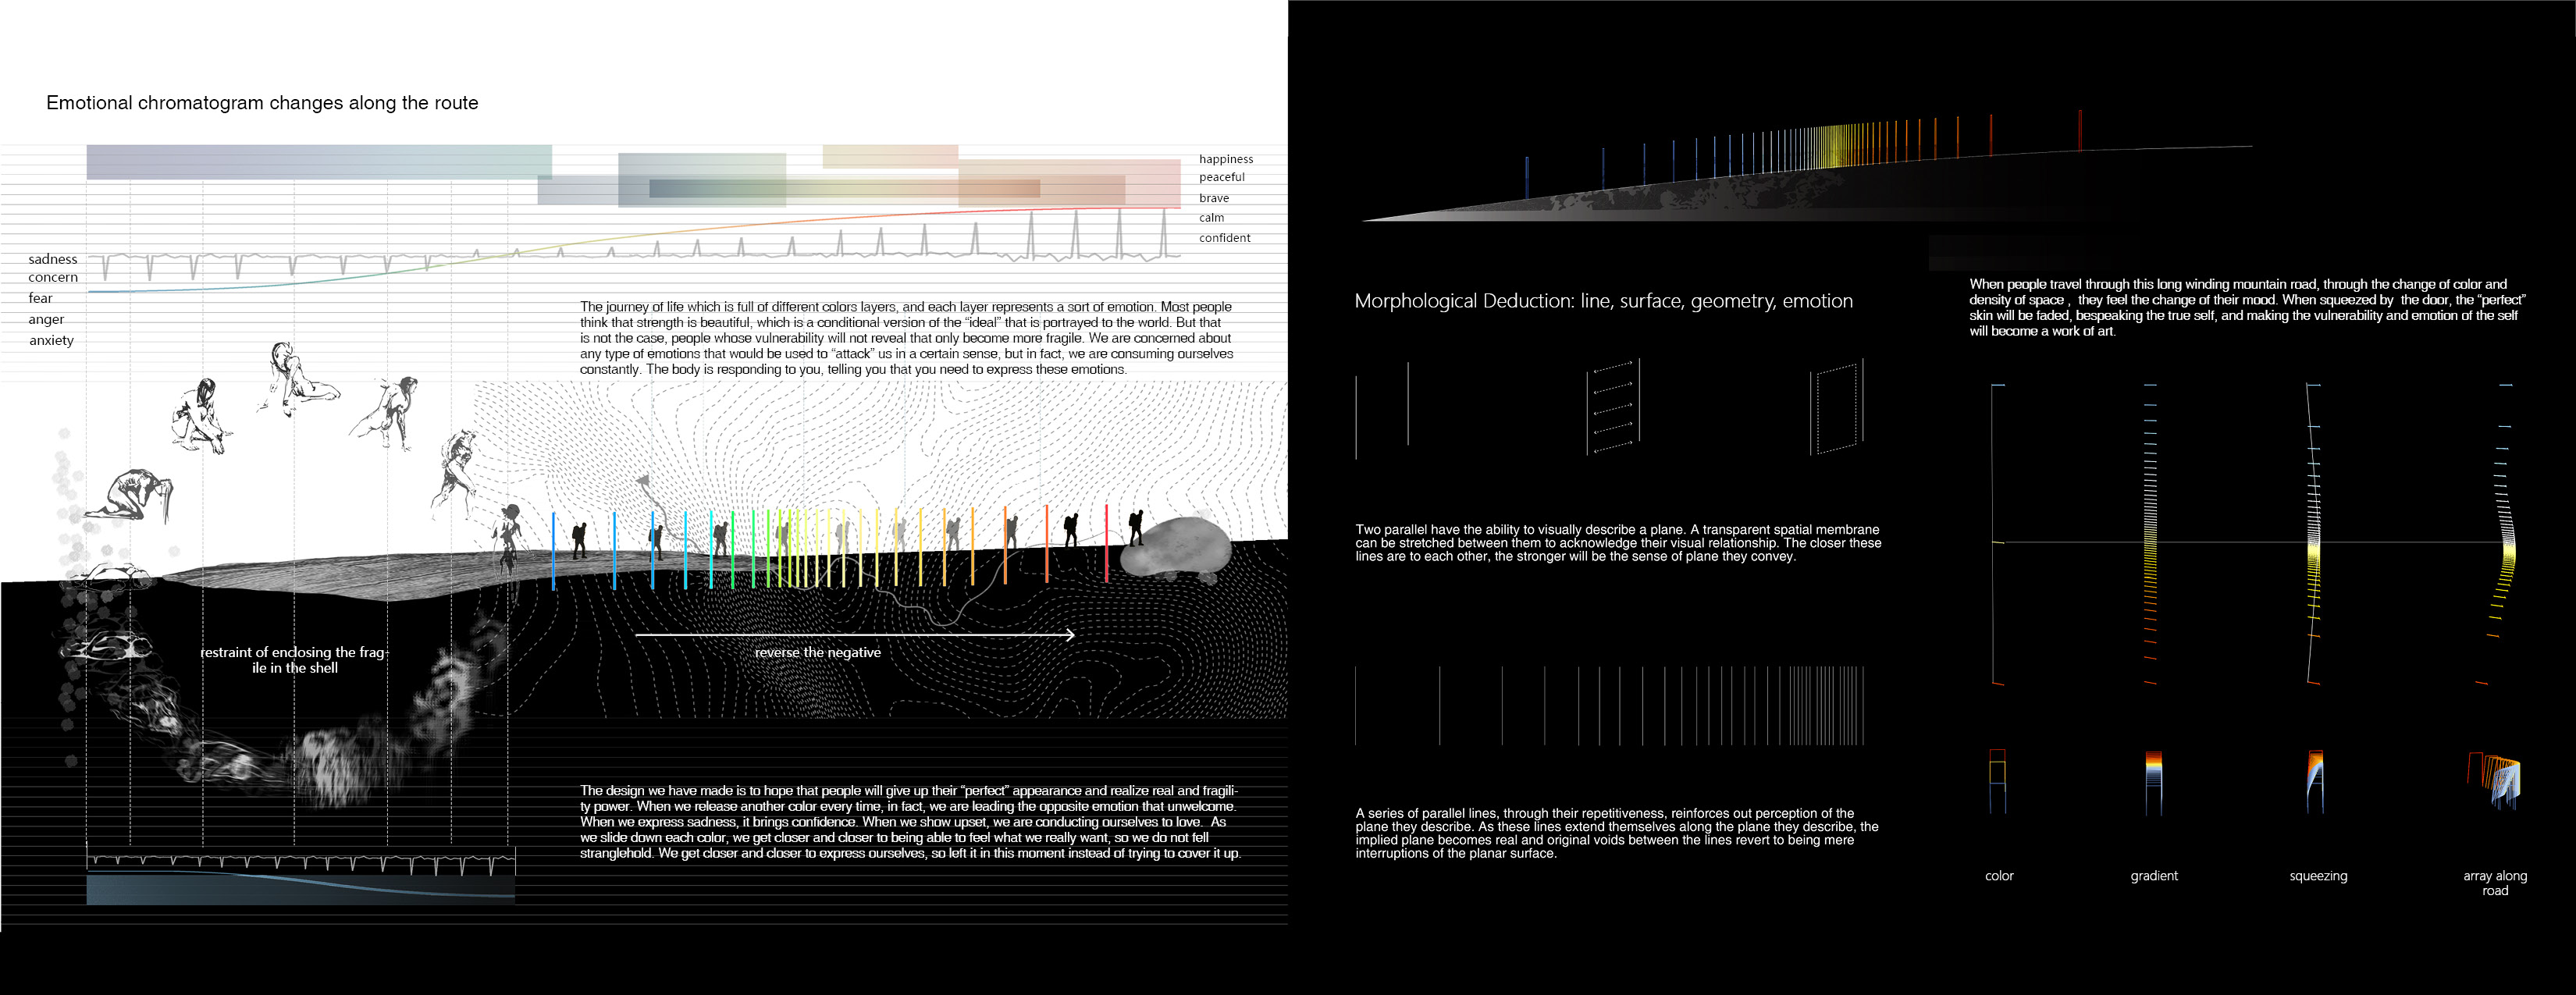 Emotional chromatogram changes along the route
happiness
peaceful
brave
calm
confident
sadness
concern
fear
anger
anxiety
The journey of life which is full of different colors layers, and each layer represents a sort of emotion. Most people
think that strength is beautiful, which is a conditional version of the “ideal” that is portrayed to the world. But that
is not the case, people whose vulnerability will not reveal that only become more fragile. We are concerned about
any type of emotions that would be used to “attack” us in a certain sense, but in fact, we are consuming ourselves
constantly. The body is responding to you, telling you that you need to express these emotions.
restraint of enclosing the frag-
ile in the shell
reverse the negative
The design we have made is to hope that people will give up their “perfect” appearance and realize real and fragili-
ty power. When we release another color every time, in fact, we are leading the opposite emotion that unwelcome.
When we express sadness, it brings confidence. When we show upset, we are conducting ourselves to love. As
we slide down each color, we get closer and closer to being able to feel what we really want, so we do not fell
stranglehold. We get closer and closer to express ourselves, so left it in this moment instead of trying to cover it up.
Morphological Deduction: line, surface, geometry, emotion
When people travel through this long winding mountain road, through the change of color and
density of space , they feel the change of their mood. When squeezed by the door, the “perfect”
skin will be faded, bespeaking the true self, and making the vulnerability and emotion of the self
will become a work of art.
Two parallel have the ability to visually describe a plane. A transparent spatial membrane
can be stretched between them to acknowledge their visual relationship. The closer these
lines are to each other, the stronger will be the sense of plane they convey.
A series of parallel lines, through their repetitiveness, reinforces out perception of the
plane they describe. As these lines extend themselves along the plane they describe, the
implied plane becomes real and original voids between the lines revert to being mere
interruptions of the planar surface.
color
gradient
squeezing
array along
road